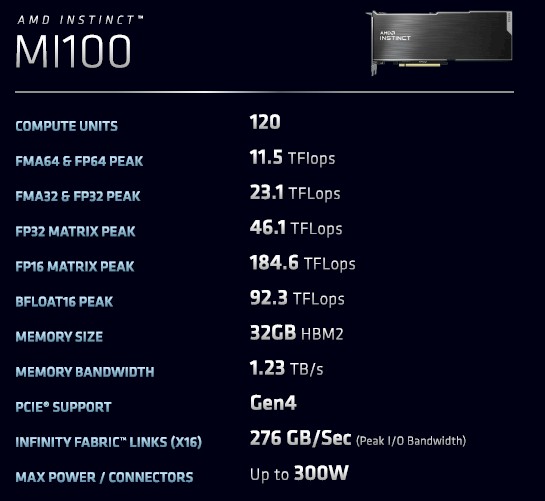 AMD INSTINCT™
MI100
AMD
INSTINCT
COMPUTE UNITS 120
FMA64 & FP64 PEAK 11.5 TFlops
FMA32 & FP32 PEAK 23.1 TFLops
FP32 MATRIX PEAK 46.1 TFLops
FP16 MATRIX PEAK 184.6 TFLops
BFLOAT16 PEAK 92.3 TFLops
MEMORY SIZE 32GB HBM2
MEMORY BANDWIDTH 1.23 TB/s
PCIE® SUPPORT Gen4
INFINITY FABRIC™ LINKS (X16) 276 GB/Sec (Peak I/O Bandwidth)
MAX POWER / CONNECTORS Up to 300W